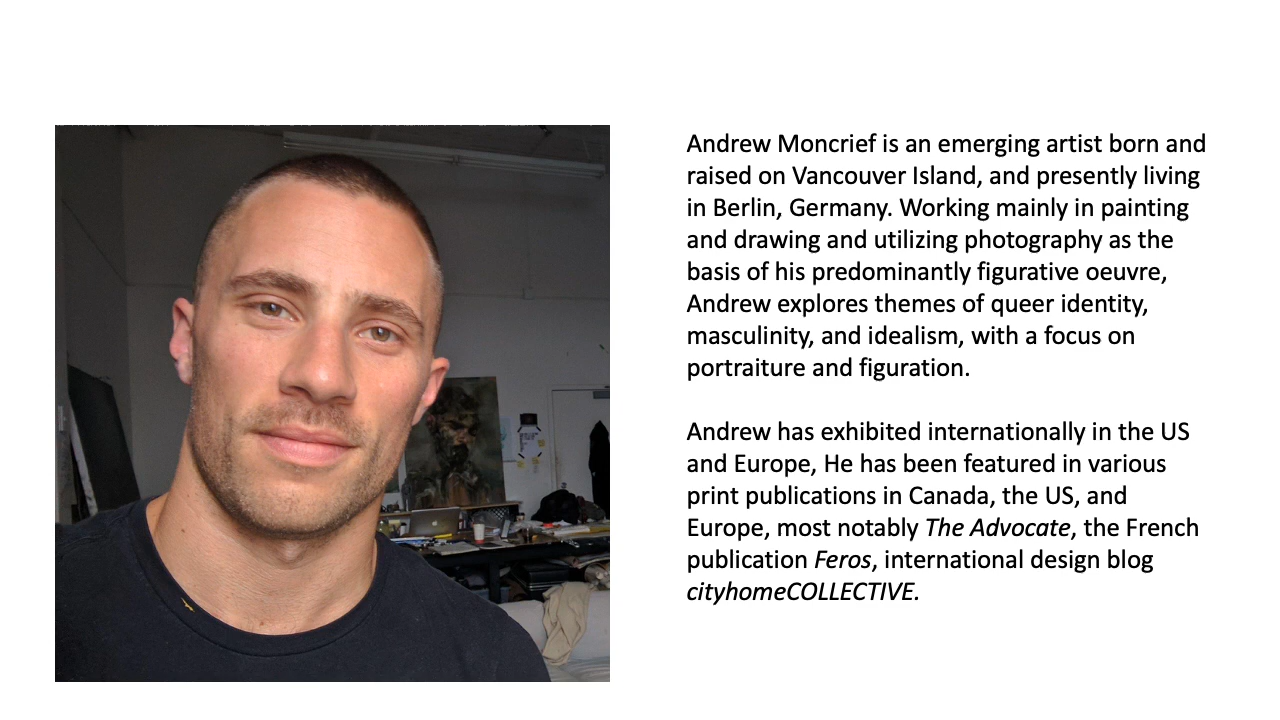 Andrew Moncrief is an emerging artist born and
raised on Vancouver Island, and presently living
in Berlin, Germany. Working mainly in painting
and drawing and utilizing photography as the
basis of his predominantly figurative oeuvre,
Andrew explores themes of queer identity,
masculinity, and idealism, with a focus on
portraiture and figuration.
Andrew has exhibited internationally in the US
and Europe, He has been featured in various
print publications in Canada, the US, and
Europe, most notably The Advocate, the French
publication Feros, international design blog
cityhomeCOLLECTIVE.